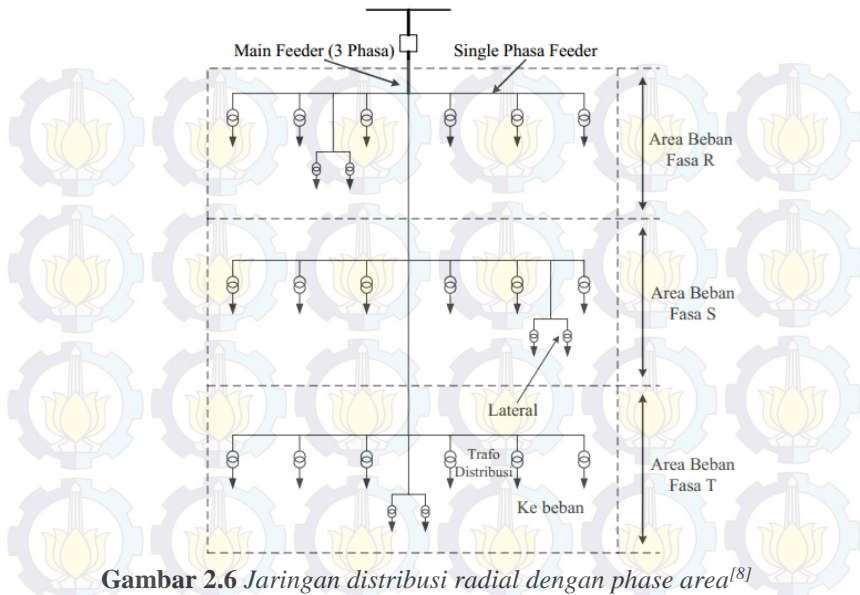 Main Feeder (3 Phasa)
Single Phasa Feeder
Area Beban
Fasa R
Area Beban
Fasa S
Lateral
Trafo
Distribusi
Area Beban
Fasa T
Ke beban
Gambar 2.6 Jaringan distribusi radial dengan phase area[8]